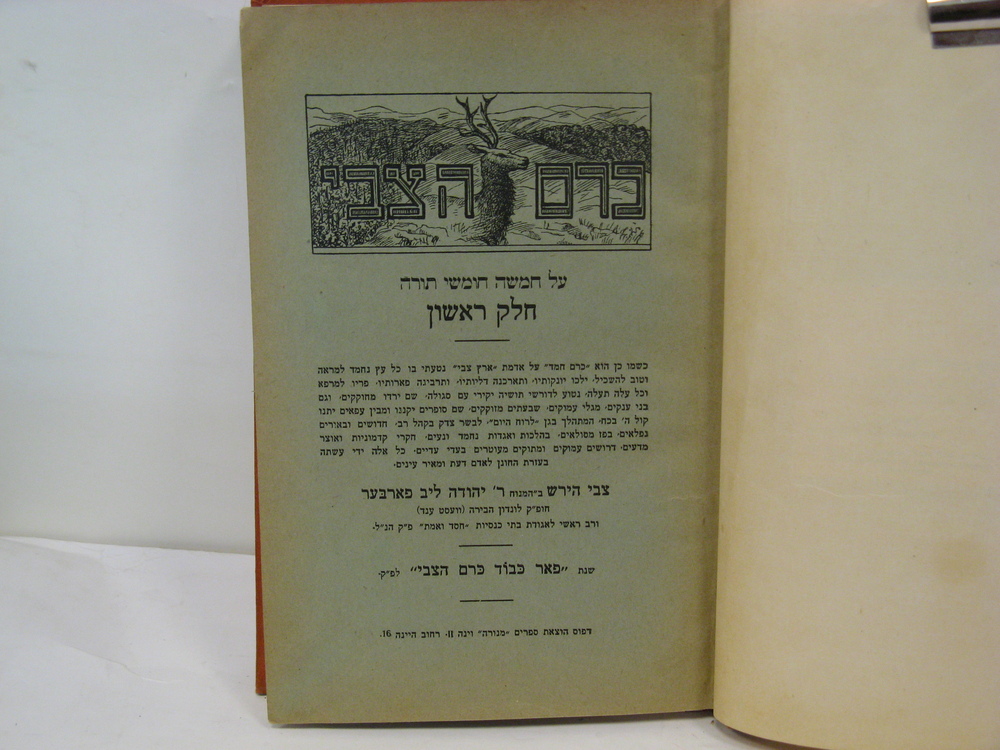 כרם הצבי
על חמשה חומשי תורה
חלק ראשון
כשמו כן הוא "כרם חמד" על אדמת "ארץ צבי" נטעתי בו כל עץ נחמד למראה
וטוב להשכיל· ילכו יונקותיו· ותארכנה דליותיו· ותרבינה פארותיו· פריו למרפא
וכל עלה תעלה· נטוע לדורשי תושיה יקירי עם סגולה· שם ירדו מחוקקים· וגם
בני ענקים· מגלי עמוקים· שבעתים מזוקקים· שם סופרים יקננו ומבין עפאים יתנו
קול ה' בכח· המתהלך בגן "לרוח היום"· לבשר צדק בקהל רב· חדושים ובאורים
נפלאים· בפז מסולאים· בהלכות ואגדות נחמד ונעים· חקרי קדמוניות ואוצר
מדעים· דרושים עמוקים ומתוקים מעוטרים בעדי עדיים· כל אלה ידי עשתה
בעזרת החונן לאדם דעת ומאיר עינים·
צבי הירש ב"המנוח ר' יהודה ליב פארבער
חופ"ק לונדון הבירה (וועסט ענד)
ורב ראשי לאגודת בתי כנסיות "חסד ואמת" פ"ק הנ"ל·
שנת "פאר כבוד כרם הצבי" לפ"ק·
דפוס הוצאת ספרים "מנורה" וינה II· רחוב היינה 16.